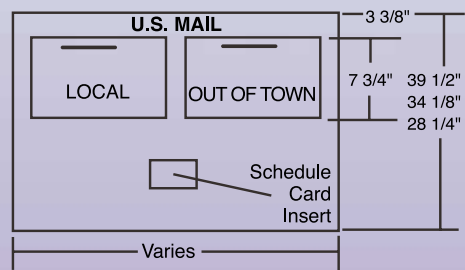 U.S. MAIL
3 3/8"
LOCAL
OUT OF TOWN
7 3/4"
39 1/2"
34 1/8"
28 1/4"
Schedule
Card
Insert
Varies